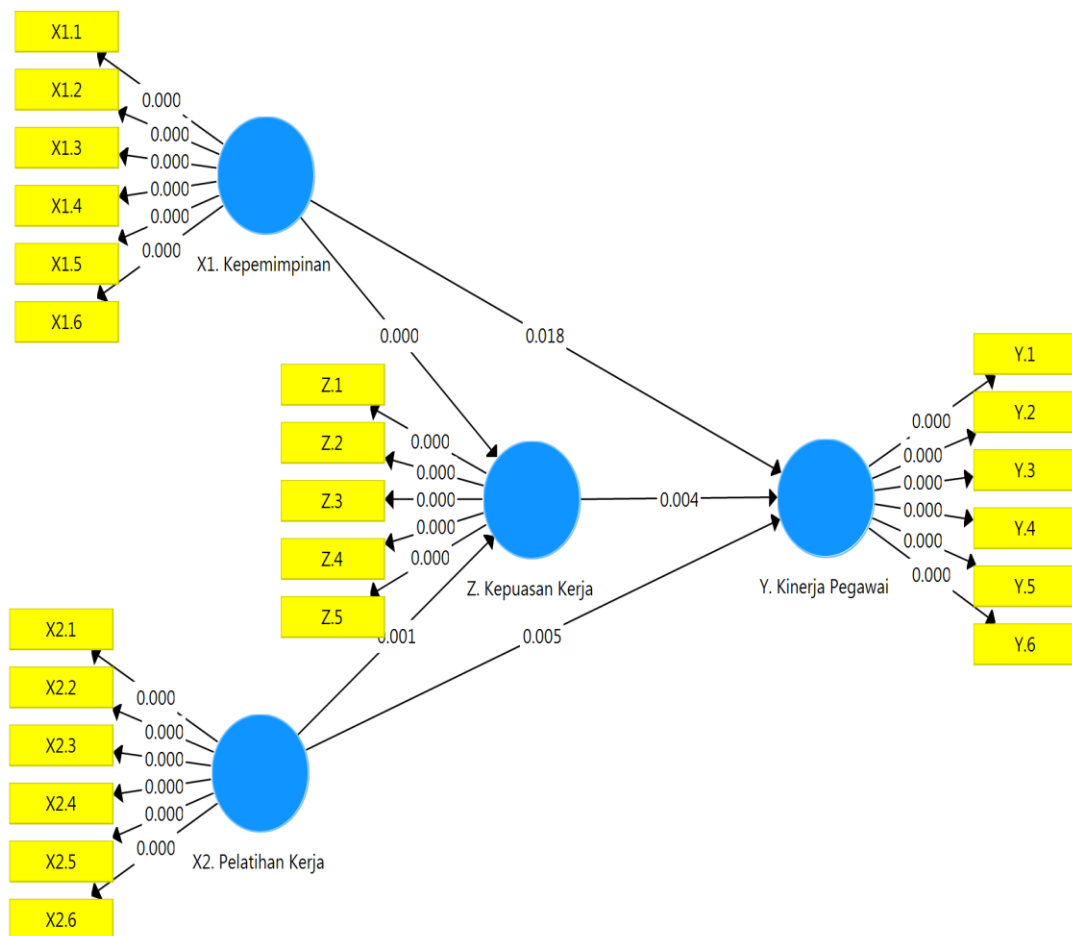 X1.1
X1.2
X1.3
X1.4
X1.5
X1.6
0.000
0.000
0.000
0.000
0.000
0.000
X1. Kepemimpinan
0.000
0.018
Z.1
Z.2
Z.3
Z.4
Z.5
0.000
0.000
0.000
0.000
0.000
Z. Kepuasan Kerja
0.004
Y.1
Y.2
Y.3
Y.4
Y.5
Y.6
0.000
0.000
0.000
0.000
0.000
0.000
Y. Kinerja Pegawai
0.001
0.005
X2.1
X2.2
X2.3
X2.4
X2.5
X2.6
0.000
0.000
0.000
0.000
0.000
0.000
X2. Pelatihan Kerja